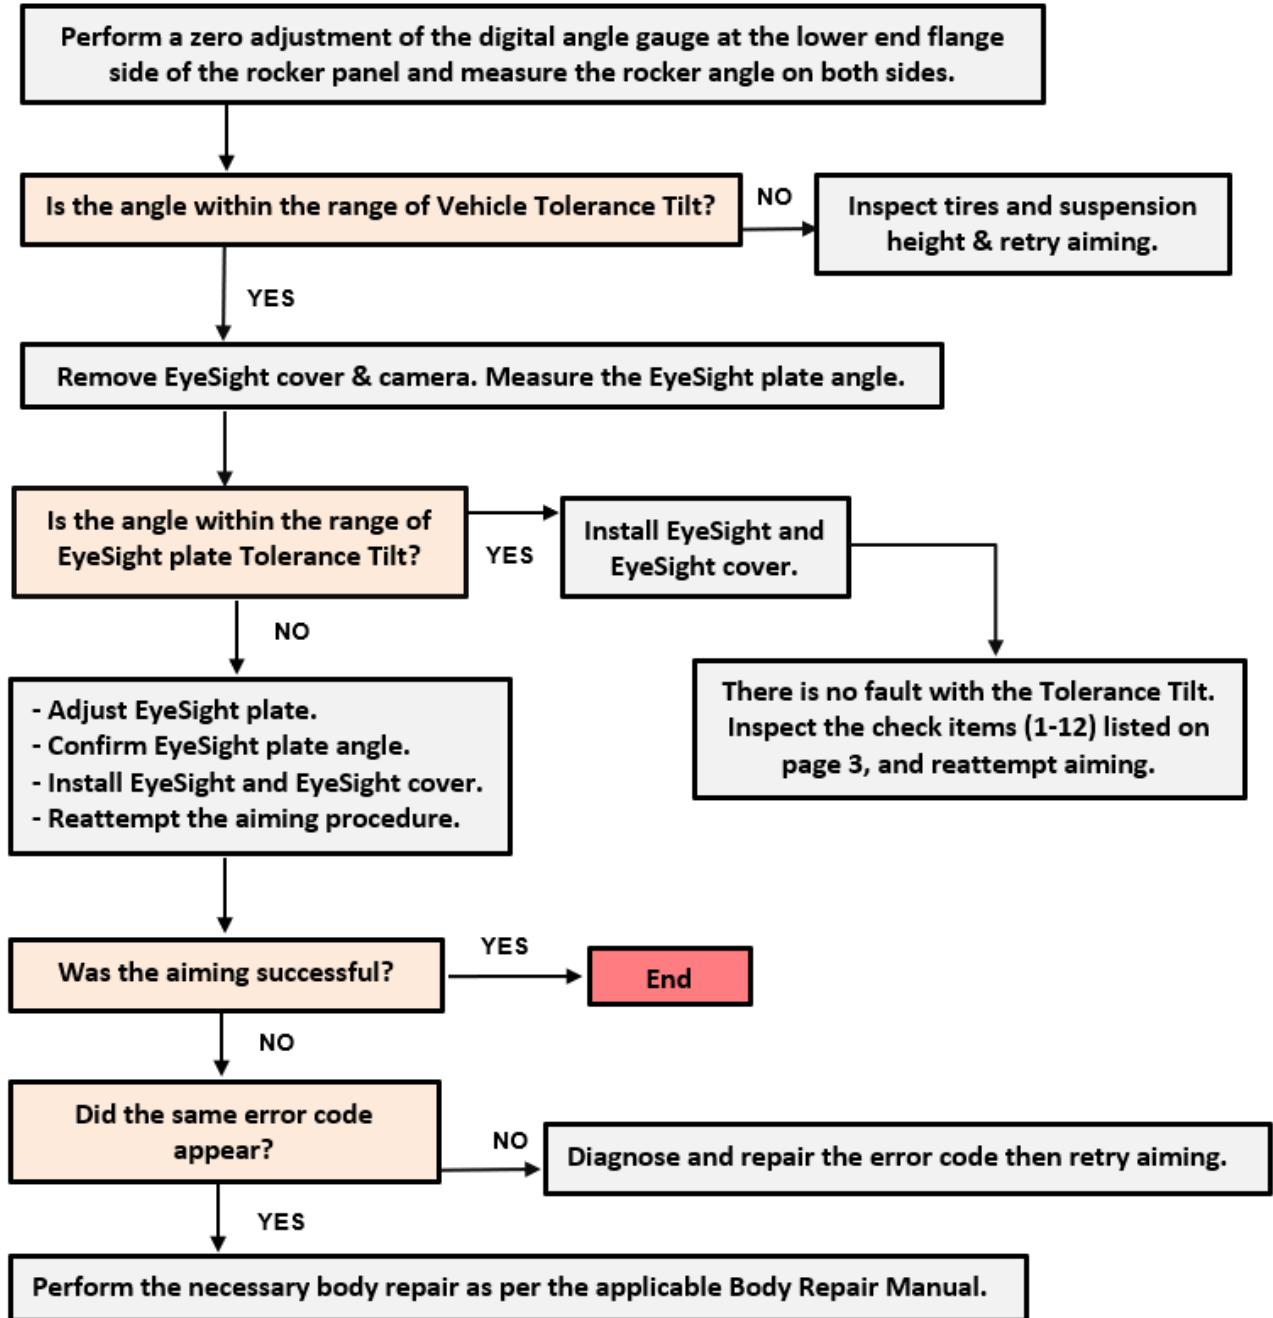 Perform a zero adjustment of the digital angle gauge at the lower end flange
side of the rocker panel and measure the rocker angle on both sides.
Is the angle within the range of Vehicle Tolerance Tilt?
NO
Inspect tires and suspension
height & retry aiming.
YES
Remove EyeSight cover & camera. Measure the EyeSight plate angle.
Is the angle within the range of
EyeSight plate Tolerance Tilt?
YES
Install EyeSight and
EyeSight cover.
NO
There is no fault with the Tolerance Tilt.
Inspect the check items (1-12) listed on
page 3, and reattempt aiming.
- Adjust EyeSight plate.
- Confirm EyeSight plate angle.
- Install EyeSight and EyeSight cover.
- Reattempt the aiming procedure.
Was the aiming successful?
YES
End
NO
Did the same error code
appear?
NO
Diagnose and repair the error code then retry aiming.
YES
Perform the necessary body repair as per the applicable Body Repair Manual.